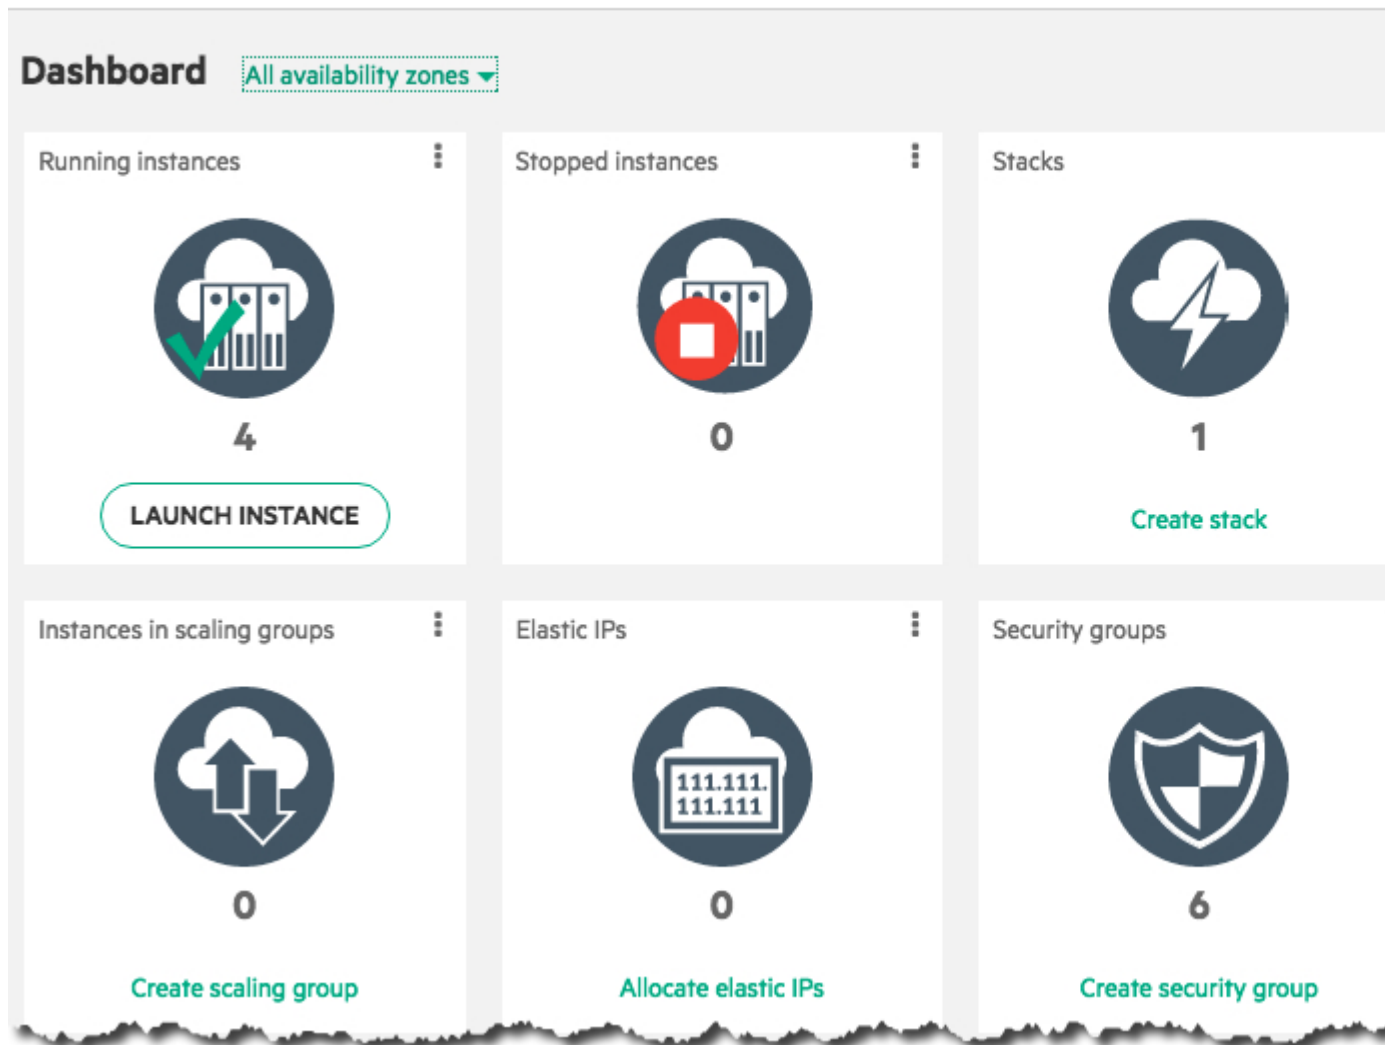 Dashboard All availability zones
Running instances
4
LAUNCH INSTANCE
Stopped instances
0
Stacks
1
Create stack
Instances in scaling groups
0
Create scaling group
Elastic IPs
111.111.
111.111
0
Allocate elastic IPs
Security groups
6
Create security group